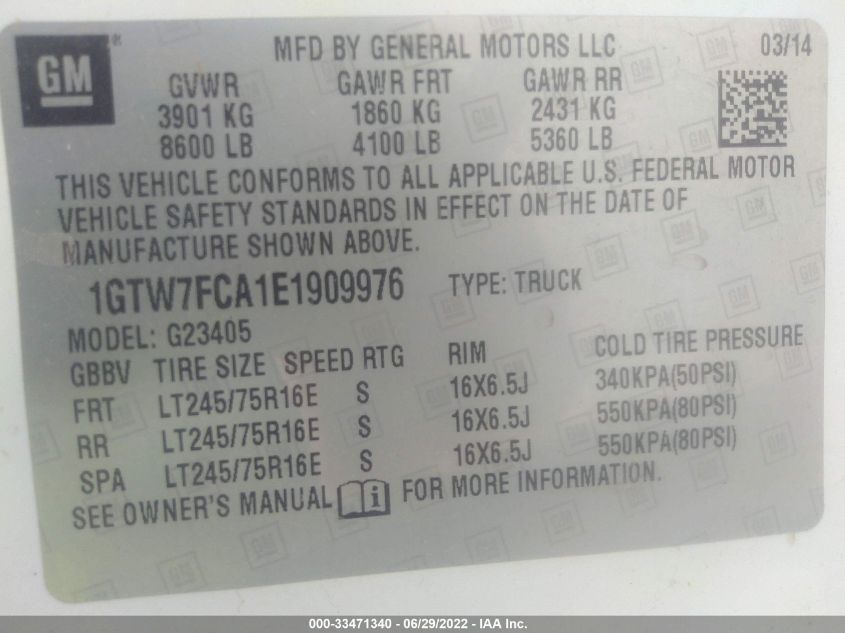 GM
®
MFD BY GENERAL MOTORS LLC 03/14
GVWR GAWR FRT GAWR RR
3901 KG 1860 KG 2431 KG
8600 LB 4100 LB 5360 LB
THIS VEHICLE CONFORMS TO ALL APPLICABLE U.S. FEDERAL MOTOR
VEHICLE SAFETY STANDARDS IN EFFECT ON THE DATE OF
MANUFACTURE SHOWN ABOVE.
1GTW7FCA1E1909976 TYPE: TRUCK
MODEL: G23405
GBBV TIRE SIZE SPEED RTG RIM COLD TIRE PRESSURE
FRT LT245/75R16E S 16X6.5J 340KPA(50PSI)
RR LT245/75R16E S 16X6.5J 550KPA(80PSI)
SPA LT245/75R16E S 16X6.5J 550KPA(80PSI)
SEE OWNER'S MANUAL i FOR MORE INFORMATION.
000-33471340 - 06/29/2022 - IAA Inc.